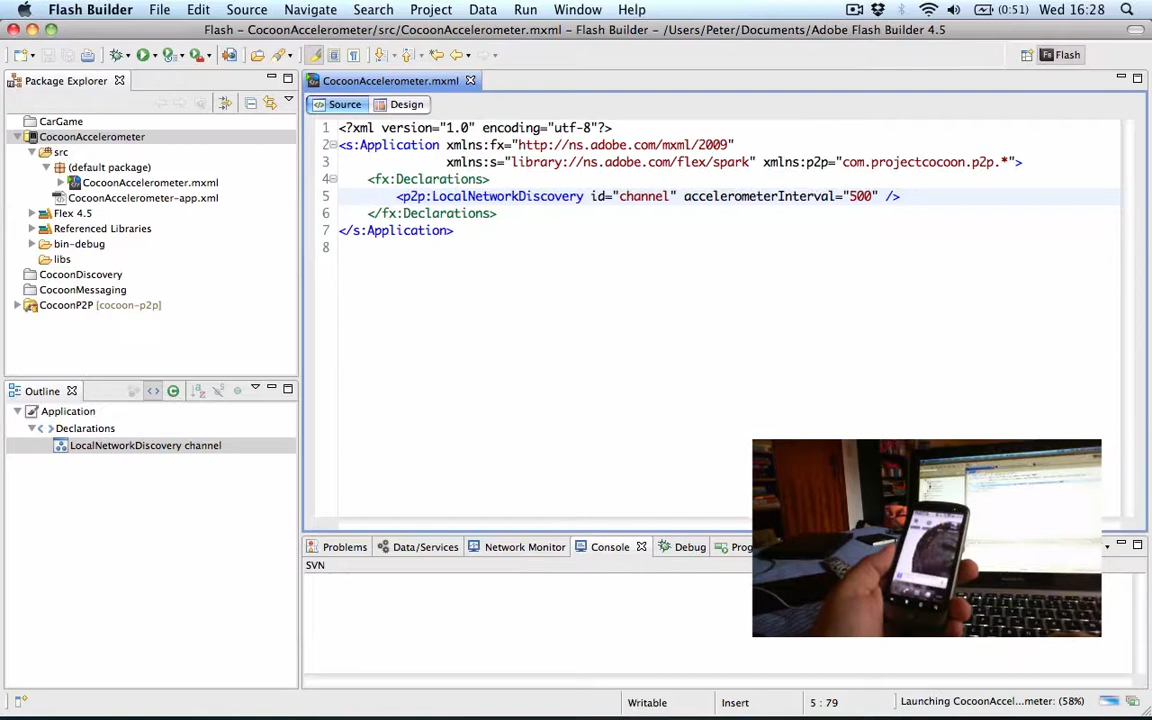 Flash Builder File Edit Source Navigate Search Project Data Run Window Help (0:51) Wed 16:28
Flash – CocoonAccelerometer/src/CocoonAccelerometer.mxml – Flash Builder – /Users/Peter/Documents/Adobe Flash Builder 4.5
Fx Flash
Package Explorer
CarGame
CocoonAccelerometer
src
(default package)
CocoonAccelerometer.mxml
CocoonAccelerometer-app.xml
Flex 4.5
Referenced Libraries
bin-debug
libs
CocoonDiscovery
CocoonMessaging
CocoonP2P [cocoon-p2p]
Outline
Application
Declarations
LocalNetworkDiscovery channel
CocoonAccelerometer.mxml
Source Design
1 <?xml version="1.0" encoding="utf-8"?>
2 <s:Application xmlns:fx="http://ns.adobe.com/mxml/2009"
3 xmlns:s="library://ns.adobe.com/flex/spark" xmlns:p2p="com.projectcocoon.p2p.*">
4 <fx:Declarations>
5 <p2p:LocalNetworkDiscovery id="channel" accelerometerInterval="500" />
6 </fx:Declarations>
7 </s:Application>
8
Problems Data/Services Network Monitor Console Debug Prog
SVN
Writable Insert 5 : 79 Launching CocoonAccel...meter: (58%)